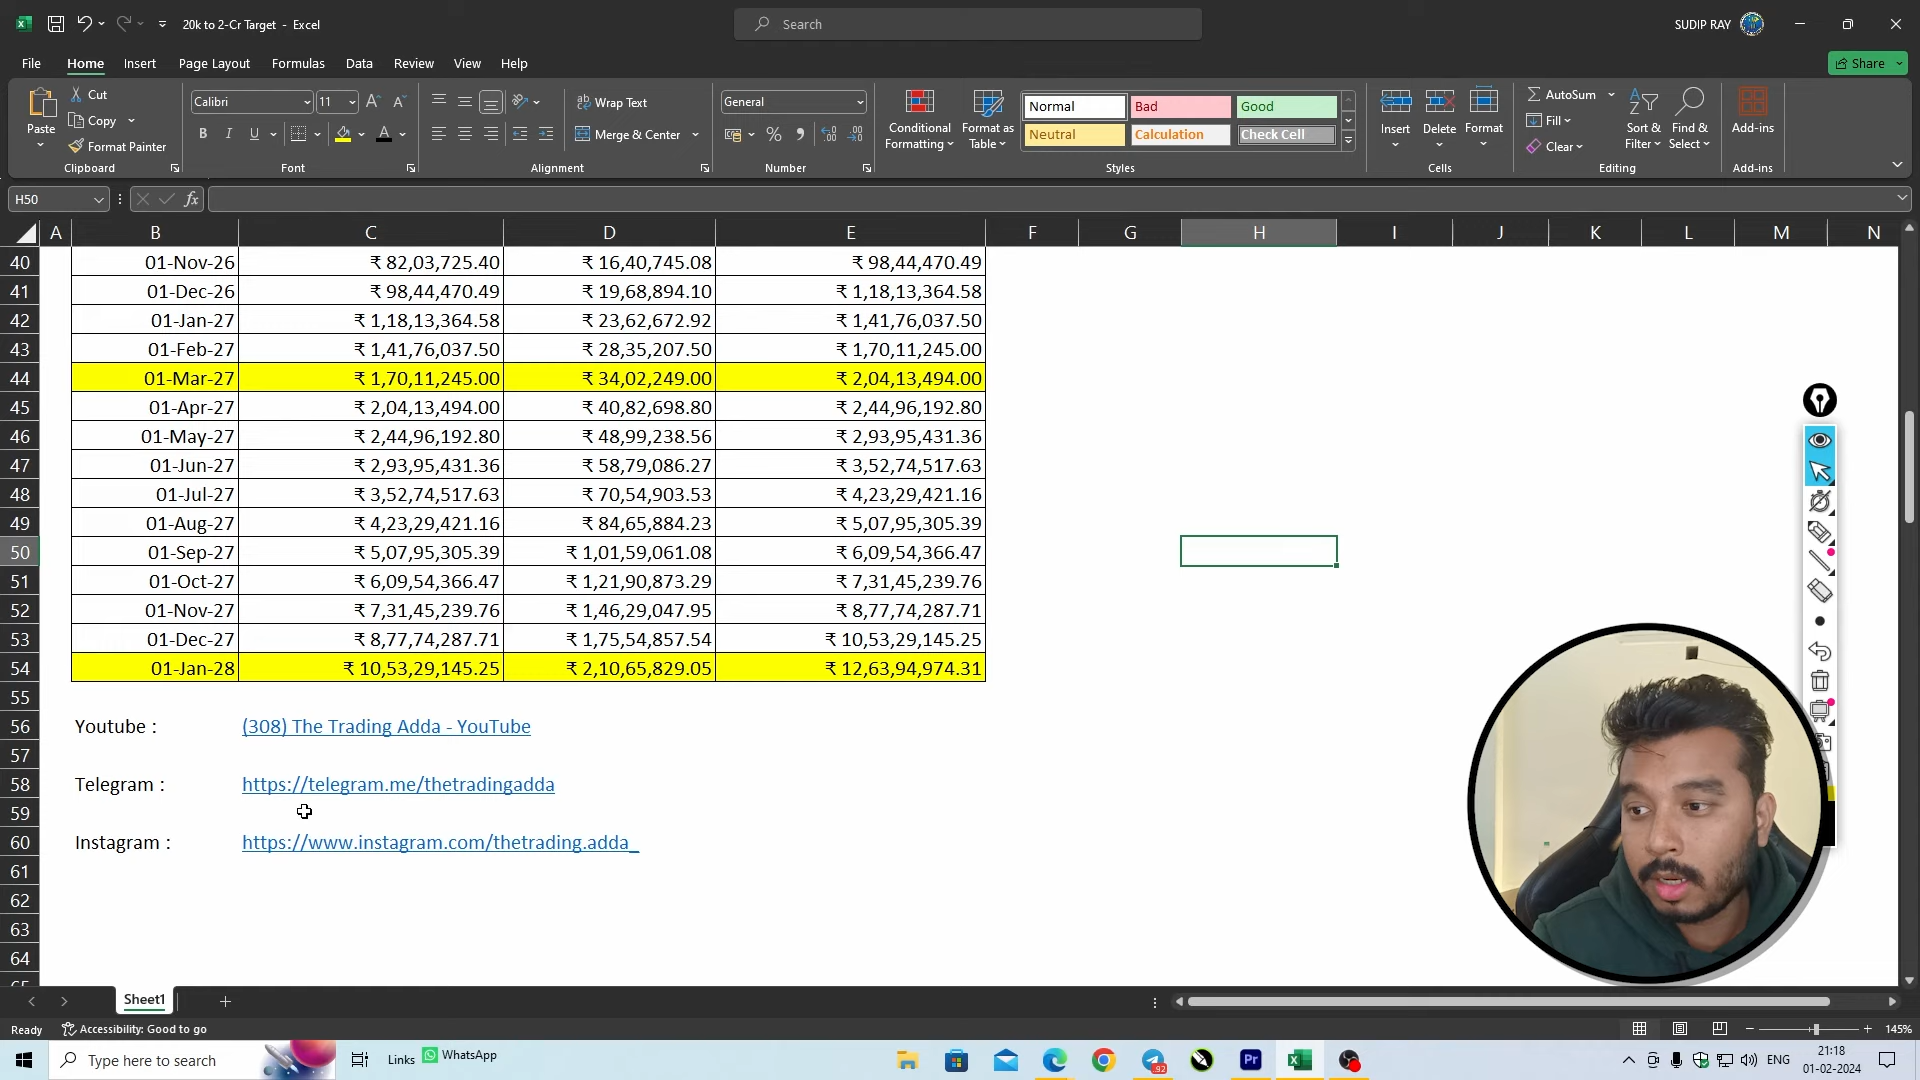 20k to 2-Cr Target - Excel
Search
SUDIP RAY
File Home Insert Page Layout Formulas Data Review View Help
Share
Paste
Cut
Copy
Format Painter
Clipboard
Calibri 11
B I U
Font
Wrap Text
Merge & Center
Alignment
General
Number
Conditional Formatting
Format as Table
Normal Bad Good
Neutral Calculation Check Cell
Styles
Insert Delete Format
Cells
AutoSum
Fill
Clear
Sort & Filter
Find & Select
Editing
Add-ins
Add-ins
H50
fx
A B C D E F G H I J K L M N
40 01-Nov-26 ₹ 82,03,725.40 ₹ 16,40,745.08 ₹ 98,44,470.49
41 01-Dec-26 ₹ 98,44,470.49 ₹ 19,68,894.10 ₹ 1,18,13,364.58
42 01-Jan-27 ₹ 1,18,13,364.58 ₹ 23,62,672.92 ₹ 1,41,76,037.50
43 01-Feb-27 ₹ 1,41,76,037.50 ₹ 28,35,207.50 ₹ 1,70,11,245.00
44 01-Mar-27 ₹ 1,70,11,245.00 ₹ 34,02,249.00 ₹ 2,04,13,494.00
45 01-Apr-27 ₹ 2,04,13,494.00 ₹ 40,82,698.80 ₹ 2,44,96,192.80
46 01-May-27 ₹ 2,44,96,192.80 ₹ 48,99,238.56 ₹ 2,93,95,431.36
47 01-Jun-27 ₹ 2,93,95,431.36 ₹ 58,79,086.27 ₹ 3,52,74,517.63
48 01-Jul-27 ₹ 3,52,74,517.63 ₹ 70,54,903.53 ₹ 4,23,29,421.16
49 01-Aug-27 ₹ 4,23,29,421.16 ₹ 84,65,884.23 ₹ 5,07,95,305.39
50 01-Sep-27 ₹ 5,07,95,305.39 ₹ 1,01,59,061.08 ₹ 6,09,54,366.47
51 01-Oct-27 ₹ 6,09,54,366.47 ₹ 1,21,90,873.29 ₹ 7,31,45,239.76
52 01-Nov-27 ₹ 7,31,45,239.76 ₹ 1,46,29,047.95 ₹ 8,77,74,287.71
53 01-Dec-27 ₹ 8,77,74,287.71 ₹ 1,75,54,857.54 ₹ 10,53,29,145.25
54 01-Jan-28 ₹ 10,53,29,145.25 ₹ 2,10,65,829.05 ₹ 12,63,94,974.31
55
56 Youtube : (308) The Trading Adda - YouTube
57
58 Telegram : https://telegram.me/thetradingadda
59
60 Instagram : https://www.instagram.com/thetrading.adda_
61
62
63
64
Sheet1
Ready Accessibility: Good to go
145%
Type here to search
Links WhatsApp
92
Pr
ENG
21:18
01-02-2024